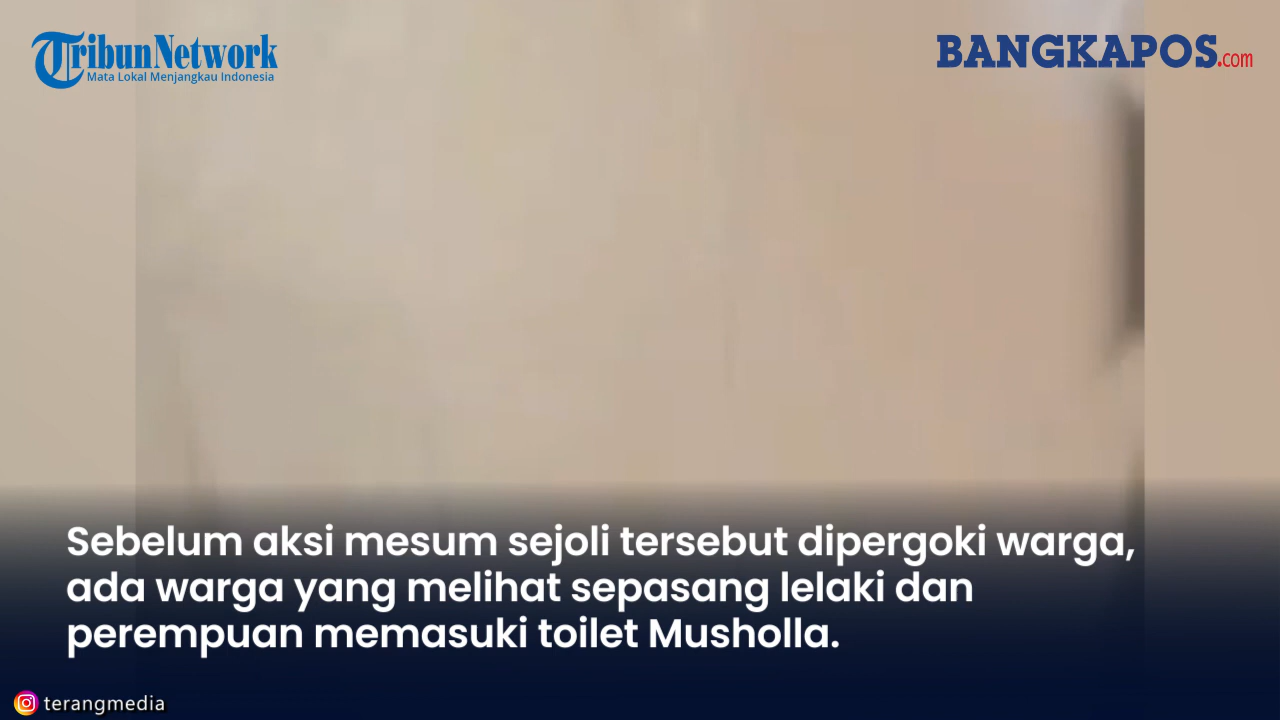 TribunNetwork
Mata Lokal Menjangkau Indonesia
BANGKAPOS.com
Sebelum aksi mesum sejoli tersebut dipergoki warga,
ada warga yang melihat sepasang lelaki dan
perempuan memasuki toilet Musholla.
terangmedia